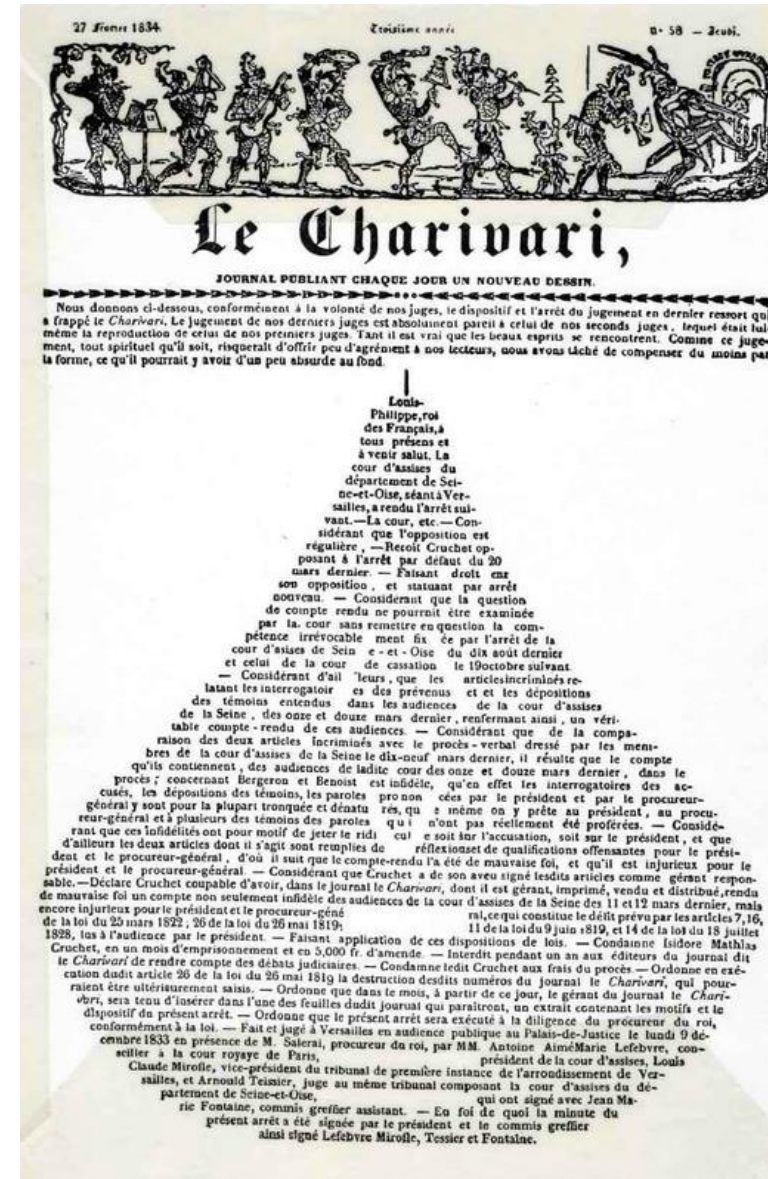 27 Février 1834.
Troisième année
N° 58 — Jeudi.
Le Charivari,
JOURNAL PUBLIANT CHAQUE JOUR UN NOUVEAU DESSIN.
Nous donnons ci-dessous, conformément à la volonté de nos juges, le dispositif et l'arrêt du jugement en dernier ressort qui
a frappé le Charivari. Le jugement de nos derniers juges est absolument pareil à celui de nos seconds juges, lequel était lui-
même la reproduction de celui de nos premiers juges. Tant il est vrai que les beaux esprits se rencontrent. Comme ce juge-
ment, tout spirituel qu'il soit, risquerait d'offrir peu d'agrément à nos lecteurs, nous avons tâché de compenser du moins par
la forme, ce qu'il pourrait y avoir d'un peu absurde au fond.
Louis-
Philippe, roi
des Français, à
tous présens et
à venir salut. La
cour d'assises du
département de Sei-
ne-et-Oise, séant à Ver-
sailles, a rendu l'arrêt sui-
vant.—La cour, etc.—Con-
sidérant que l'opposition est
régulière, —Reçoit Cruchet op-
posant à l'arrêt par défaut du 20
mars dernier. — Faisant droit sur
son opposition, et statuant par arrêt
nouveau. — Considérant que la question
de compte rendu ne pourrait être examinée
par la cour sans remettre en question la com-
pétence irrévocable ment fix ée par l'arrêt de la
cour d'asises de Sein e-et-Oise du dix août dernier
et celui de la cour de cassation le 19 octobre suivant
— Considérant d'ail leurs, que les articles incriminés re-
latant les interrogatoir es des prévenus et et les dépositions
des témoins entendus dans les audiences de la cour d'assises
de la Seine, des onze et douze mars dernier, renfermant ainsi, un véri-
table compte-rendu de ces audiences. — Considérant que de la compa-
raison des deux articles incriminés avec le procès-verbal dressé par les mem-
bres de la cour d'assises de la Seine le dix-neuf mars dernier, il résulte que le compte
qu'ils contiennent, des audiences de ladite cour des onze et douze mars dernier, dans le
procès; concernant Bergeron et Benoist est infidèle, qu'en effet les interrogatoires des ac-
cusés, les dépositions des témoins, les paroles pronon cées par le président et par le procureur-
général y sont pour la plupart tronquée et dénatu rés, qu e même on y prête au président, au procu-
reur-général et à plusieurs des témoins des paroles qui n'ont pas réellement été proférées. — Considé-
rant que ces infidélités ont pour motif de jeter le ridi cul e soit sur l'accusation, soit sur le président, et que
d'ailleurs les deux articles dont il s'agit sont remplies de réflexions et de qualifications offensantes pour le prési-
dent et le procureur-général, d'où il suit que le compte-rendu l'a été de mauvaise foi, et qu'il est injurieux pour le
président et le procureur-général. — Considérant que Cruchet a de son aveu signé lesdits articles comme gérant respon-
sable.—Déclare Cruchet coupable d'avoir, dans le journal le Charivari, dont il est gérant, imprimé, vendu et distribué, rendu
de mauvaise foi un compte non seulement infidèle des audiences de la cour d'assises de la Seine des 11 et 12 mars dernier, mais
encore injurieux pour le président et le procureur-géné ral, ce qui constitue le délit prévu par les articles 7, 16,
de la loi du 25 mars 1822; 26 de la loi du 26 mai 1819; 11 de la loi du 9 juin 1819, et 14 de la loi du 18 juillet
1828, lus à l'audience par le président. — Faisant application de ces dispositions de lois. — Condamne Isidore Mathias
Cruchet, en un mois d'emprisonnement et en 5,000 fr. d'amende. — Interdit pendant un an aux éditeurs du journal dit
le Charivari de rendre compte des débats judiciaires. — Condamne ledit Cruchet aux frais du procès.—Ordonne en exé-
cution dudit article 26 de la loi du 26 mai 1819 la destruction desdits numéros du journal le Charivari, qui pour-
raient être ultérieurement saisis. — Ordonne que dans le mois, à partir de ce jour, le gérant du journal le Chari-
vari, sera tenu d'insérer dans l'une des feuilles dudit journal qui paraîtront, un extrait contenant les motifs et le
dispositif du présent arrêt. — Ordonne que le présent arrêt sera exécuté à la diligence du procureur du roi,
conformément à la loi. — Fait et jugé à Versailles en audience publique au Palais-de-Justice le lundi 9 dé-
cembre 1833 en présence de M. Salerai, procureur du roi, par MM. Antoine Aimé Marie Lefebvre, con-
seiller à la cour royaye de Paris, président de la cour d'assises, Louis
Claude Mirofle, vice-président du tribunal de première instance de l'arrondissement de Ver-
sailles, et Arnould Teissier, juge au même tribunal composant la cour d'assises du dé-
partement de Seine-et-Oise, qui ont signé avec Jean Ma-
rie Fontaine, commis greffier assistant. — En foi de quoi la minute du
présent arrêt a été signée par le président et le commis greffier
ainsi signé Lefebvre Mirofle, Tessier et Fontaine.